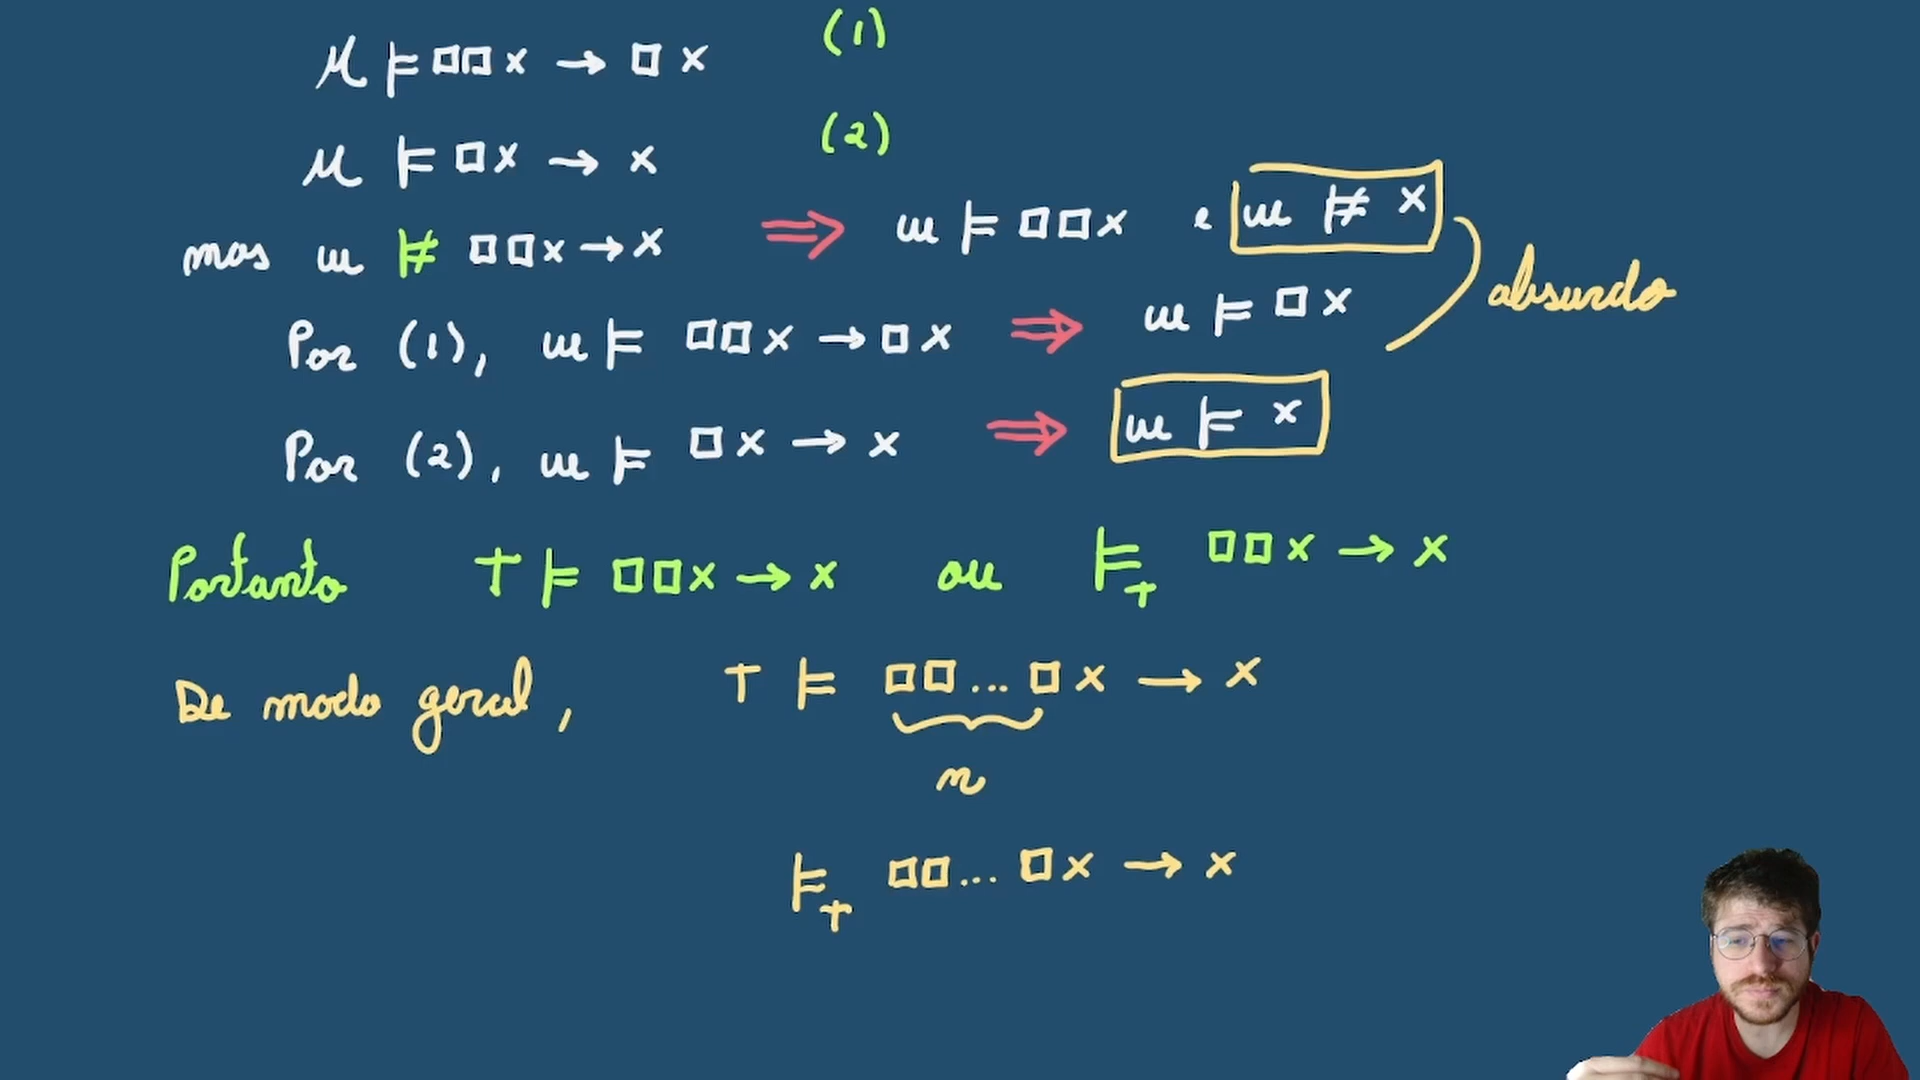 𝓜 ⊨ □□x → □x (1)
𝓜 ⊨ □x → x (2)
mas w ⊭ □□x → x ⇒ w ⊨ □□x e w ⊭ x
Por (1), w ⊨ □□x → □x ⇒ w ⊨ □x absurdo
Por (2), w ⊨ □x → x ⇒ w ⊨ x
Portanto T ⊨ □□x → x ou ⊨_T □□x → x
De modo geral, T ⊨ □□...□x → x
n
⊨_T □□...□x → x